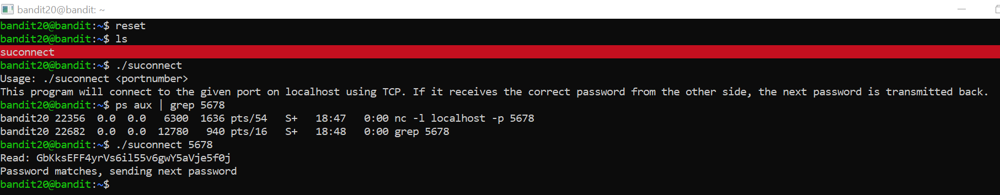 bandit20@bandit: ~
bandit20@bandit:~$ reset
bandit20@bandit:~$ ls
suconnect
bandit20@bandit:~$ ./suconnect
Usage: ./suconnect <portnumber>
This program will connect to the given port on localhost using TCP. If it receives the correct password from the other side, the next password is transmitted back.
bandit20@bandit:~$ ps aux | grep 5678
bandit20 22356  0.0  0.0   6300  1636 pts/54   S+   18:47   0:00 nc -l localhost -p 5678
bandit20 22682  0.0  0.0  12780   940 pts/16   S+   18:48   0:00 grep 5678
bandit20@bandit:~$ ./suconnect 5678
Read: GbKksEFF4yrVs6il55v6gwY5aVje5f0j
Password matches, sending next password
bandit20@bandit:~$